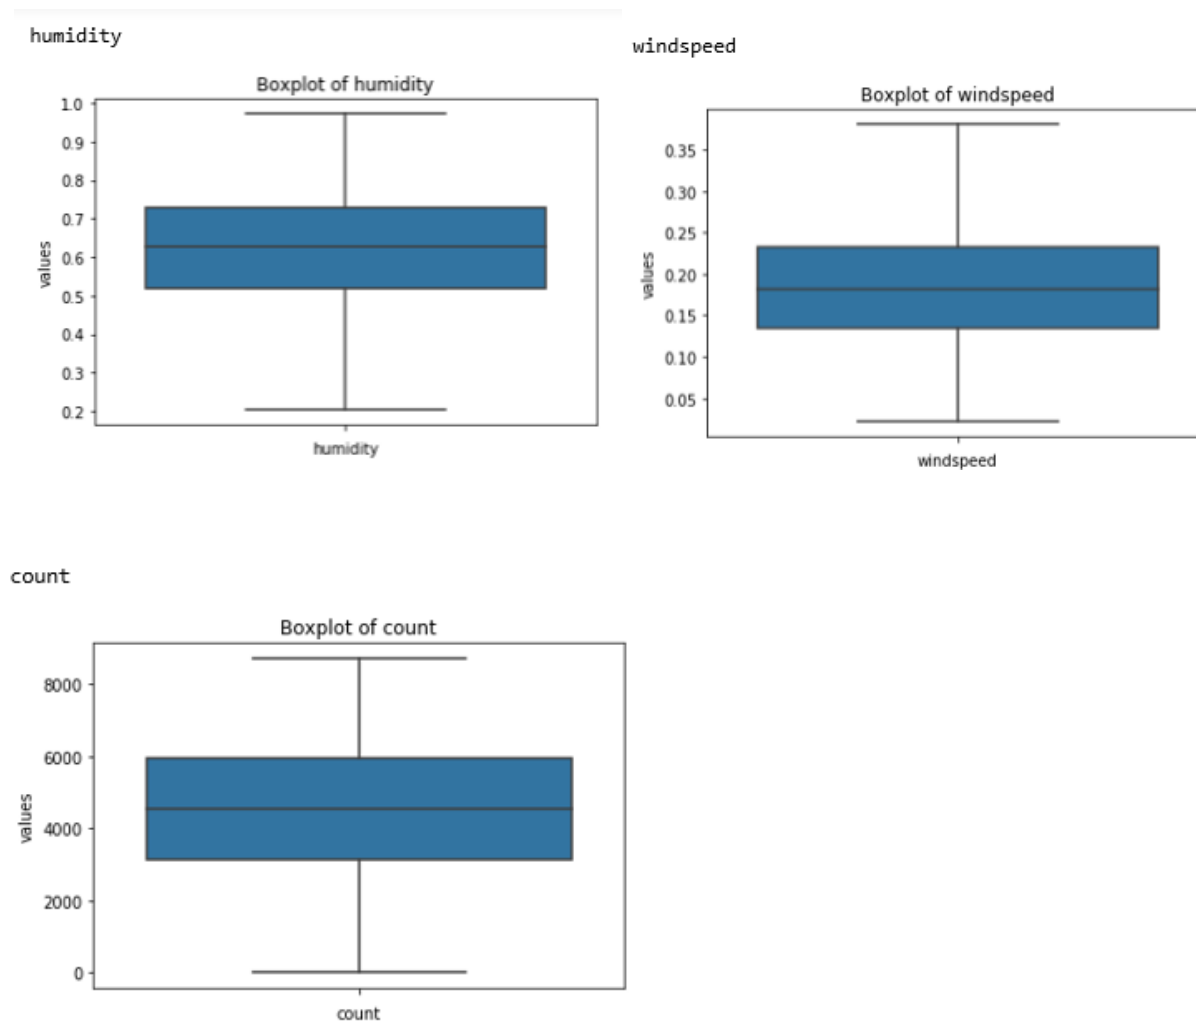 humidity
Boxplot of humidity
1.0
0.9
0.8
0.7
0.6
0.5
0.4
0.3
0.2
values
humidity
windspeed
Boxplot of windspeed
0.35
0.30
0.25
0.20
0.15
0.10
0.05
values
windspeed
count
Boxplot of count
8000
6000
4000
2000
0
values
count